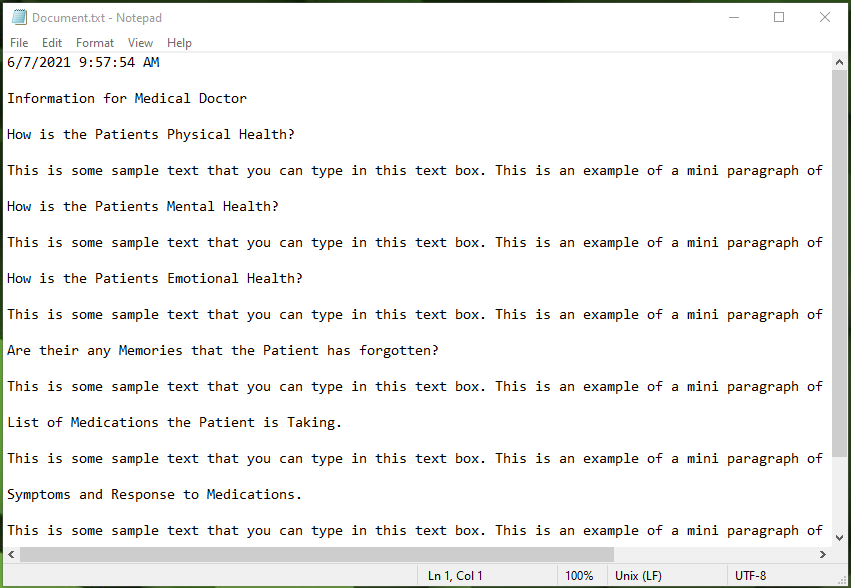 Document.txt - Notepad
File Edit Format View Help
6/7/2021 9:57:54 AM
Information for Medical Doctor
How is the Patients Physical Health?
This is some sample text that you can type in this text box. This is an example of a mini paragraph of
How is the Patients Mental Health?
This is some sample text that you can type in this text box. This is an example of a mini paragraph of
How is the Patients Emotional Health?
This is some sample text that you can type in this text box. This is an example of a mini paragraph of
Are their any Memories that the Patient has forgotten?
This is some sample text that you can type in this text box. This is an example of a mini paragraph of
List of Medications the Patient is Taking.
This is some sample text that you can type in this text box. This is an example of a mini paragraph of
Symptoms and Response to Medications.
This is some sample text that you can type in this text box. This is an example of a mini paragraph of
Ln 1, Col 1 100% Unix (LF) UTF-8